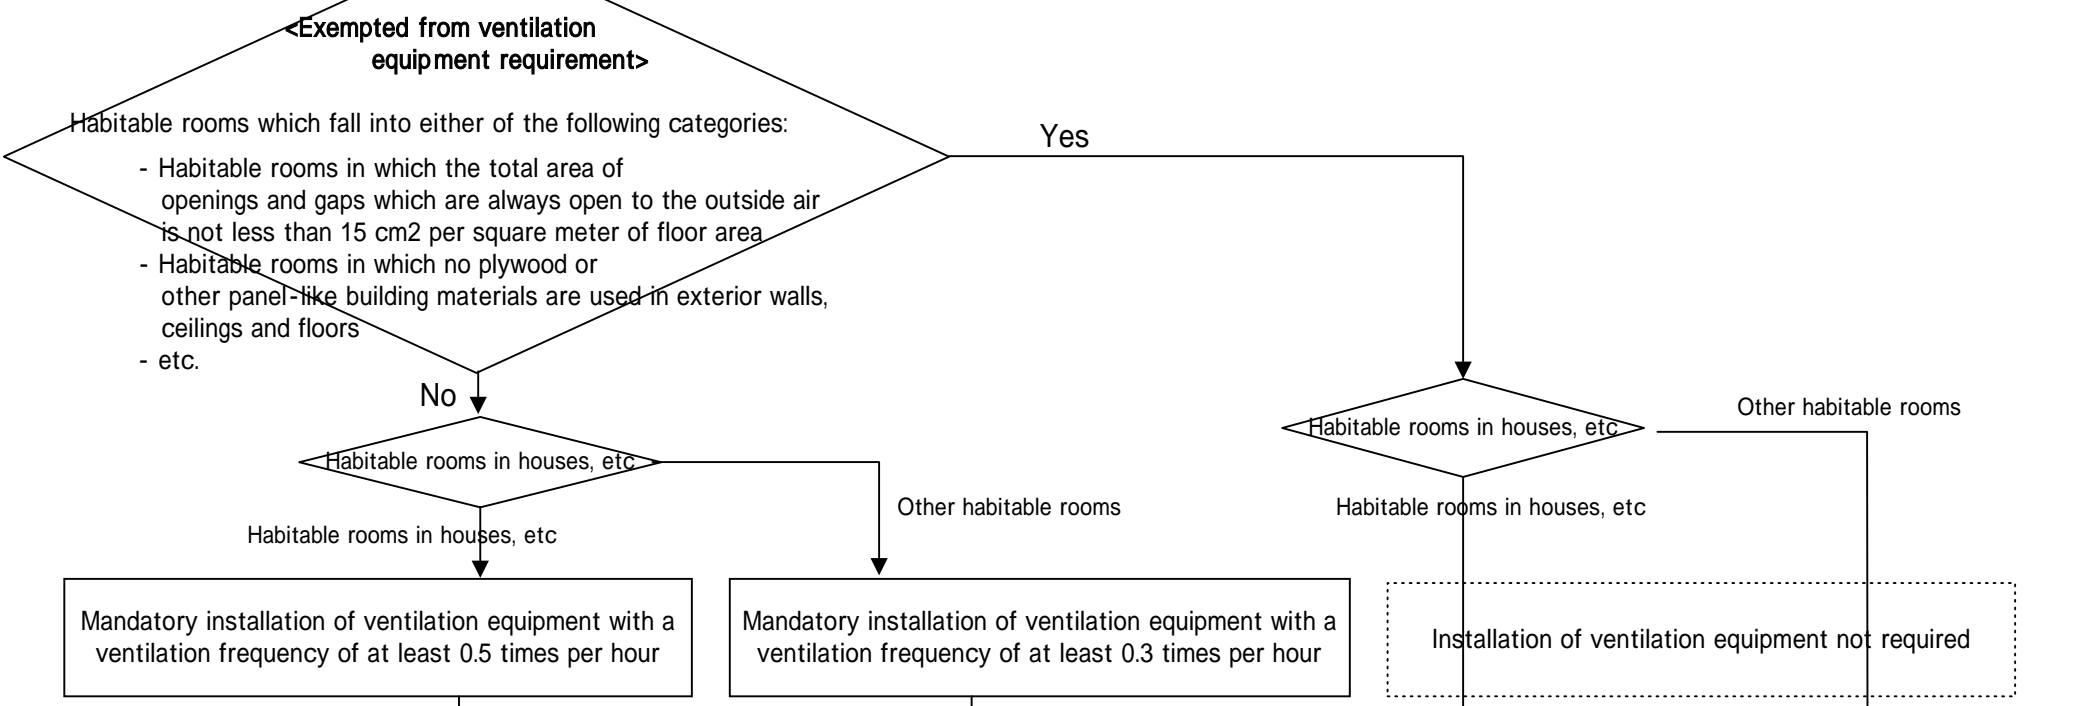 <Exempted from ventilation
equipment requirement>
Habitable rooms which fall into either of the following categories:
- Habitable rooms in which the total area of
openings and gaps which are always open to the outside air
is not less than 15 cm2 per square meter of floor area
- Habitable rooms in which no plywood or
other panel-like building materials are used in exterior walls,
ceilings and floors
- etc.
Yes
No
Habitable rooms in houses, etc
Other habitable rooms
Habitable rooms in houses, etc
Other habitable rooms
Habitable rooms in houses, etc
Habitable rooms in houses, etc
Mandatory installation of ventilation equipment with a
ventilation frequency of at least 0.5 times per hour
Mandatory installation of ventilation equipment with a
ventilation frequency of at least 0.3 times per hour
Installation of ventilation equipment not required